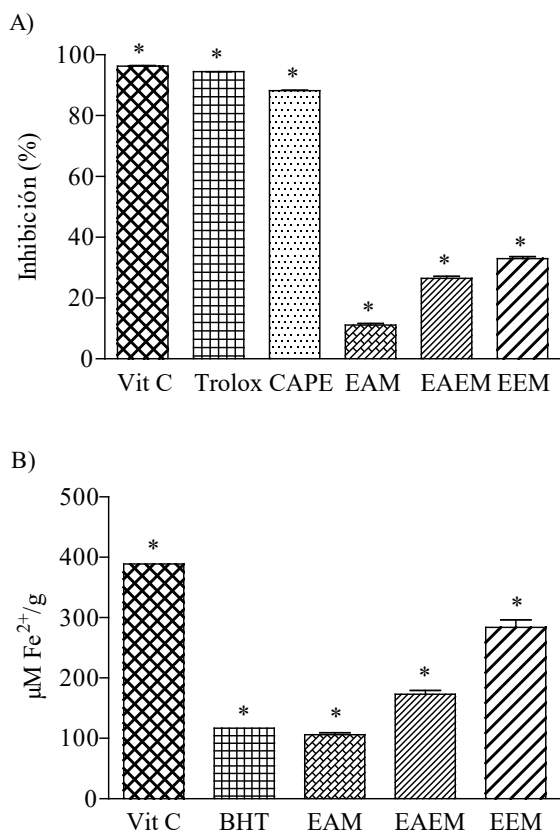 A)
Inhibición (%)
100
80
60
40
20
0
* * * * * *
Vit C Trolox CAPE EAM EAEM EEM
B)
µM Fe²⁺/g
500
400
300
200
100
0
* * * * *
Vit C BHT EAM EAEM EEM